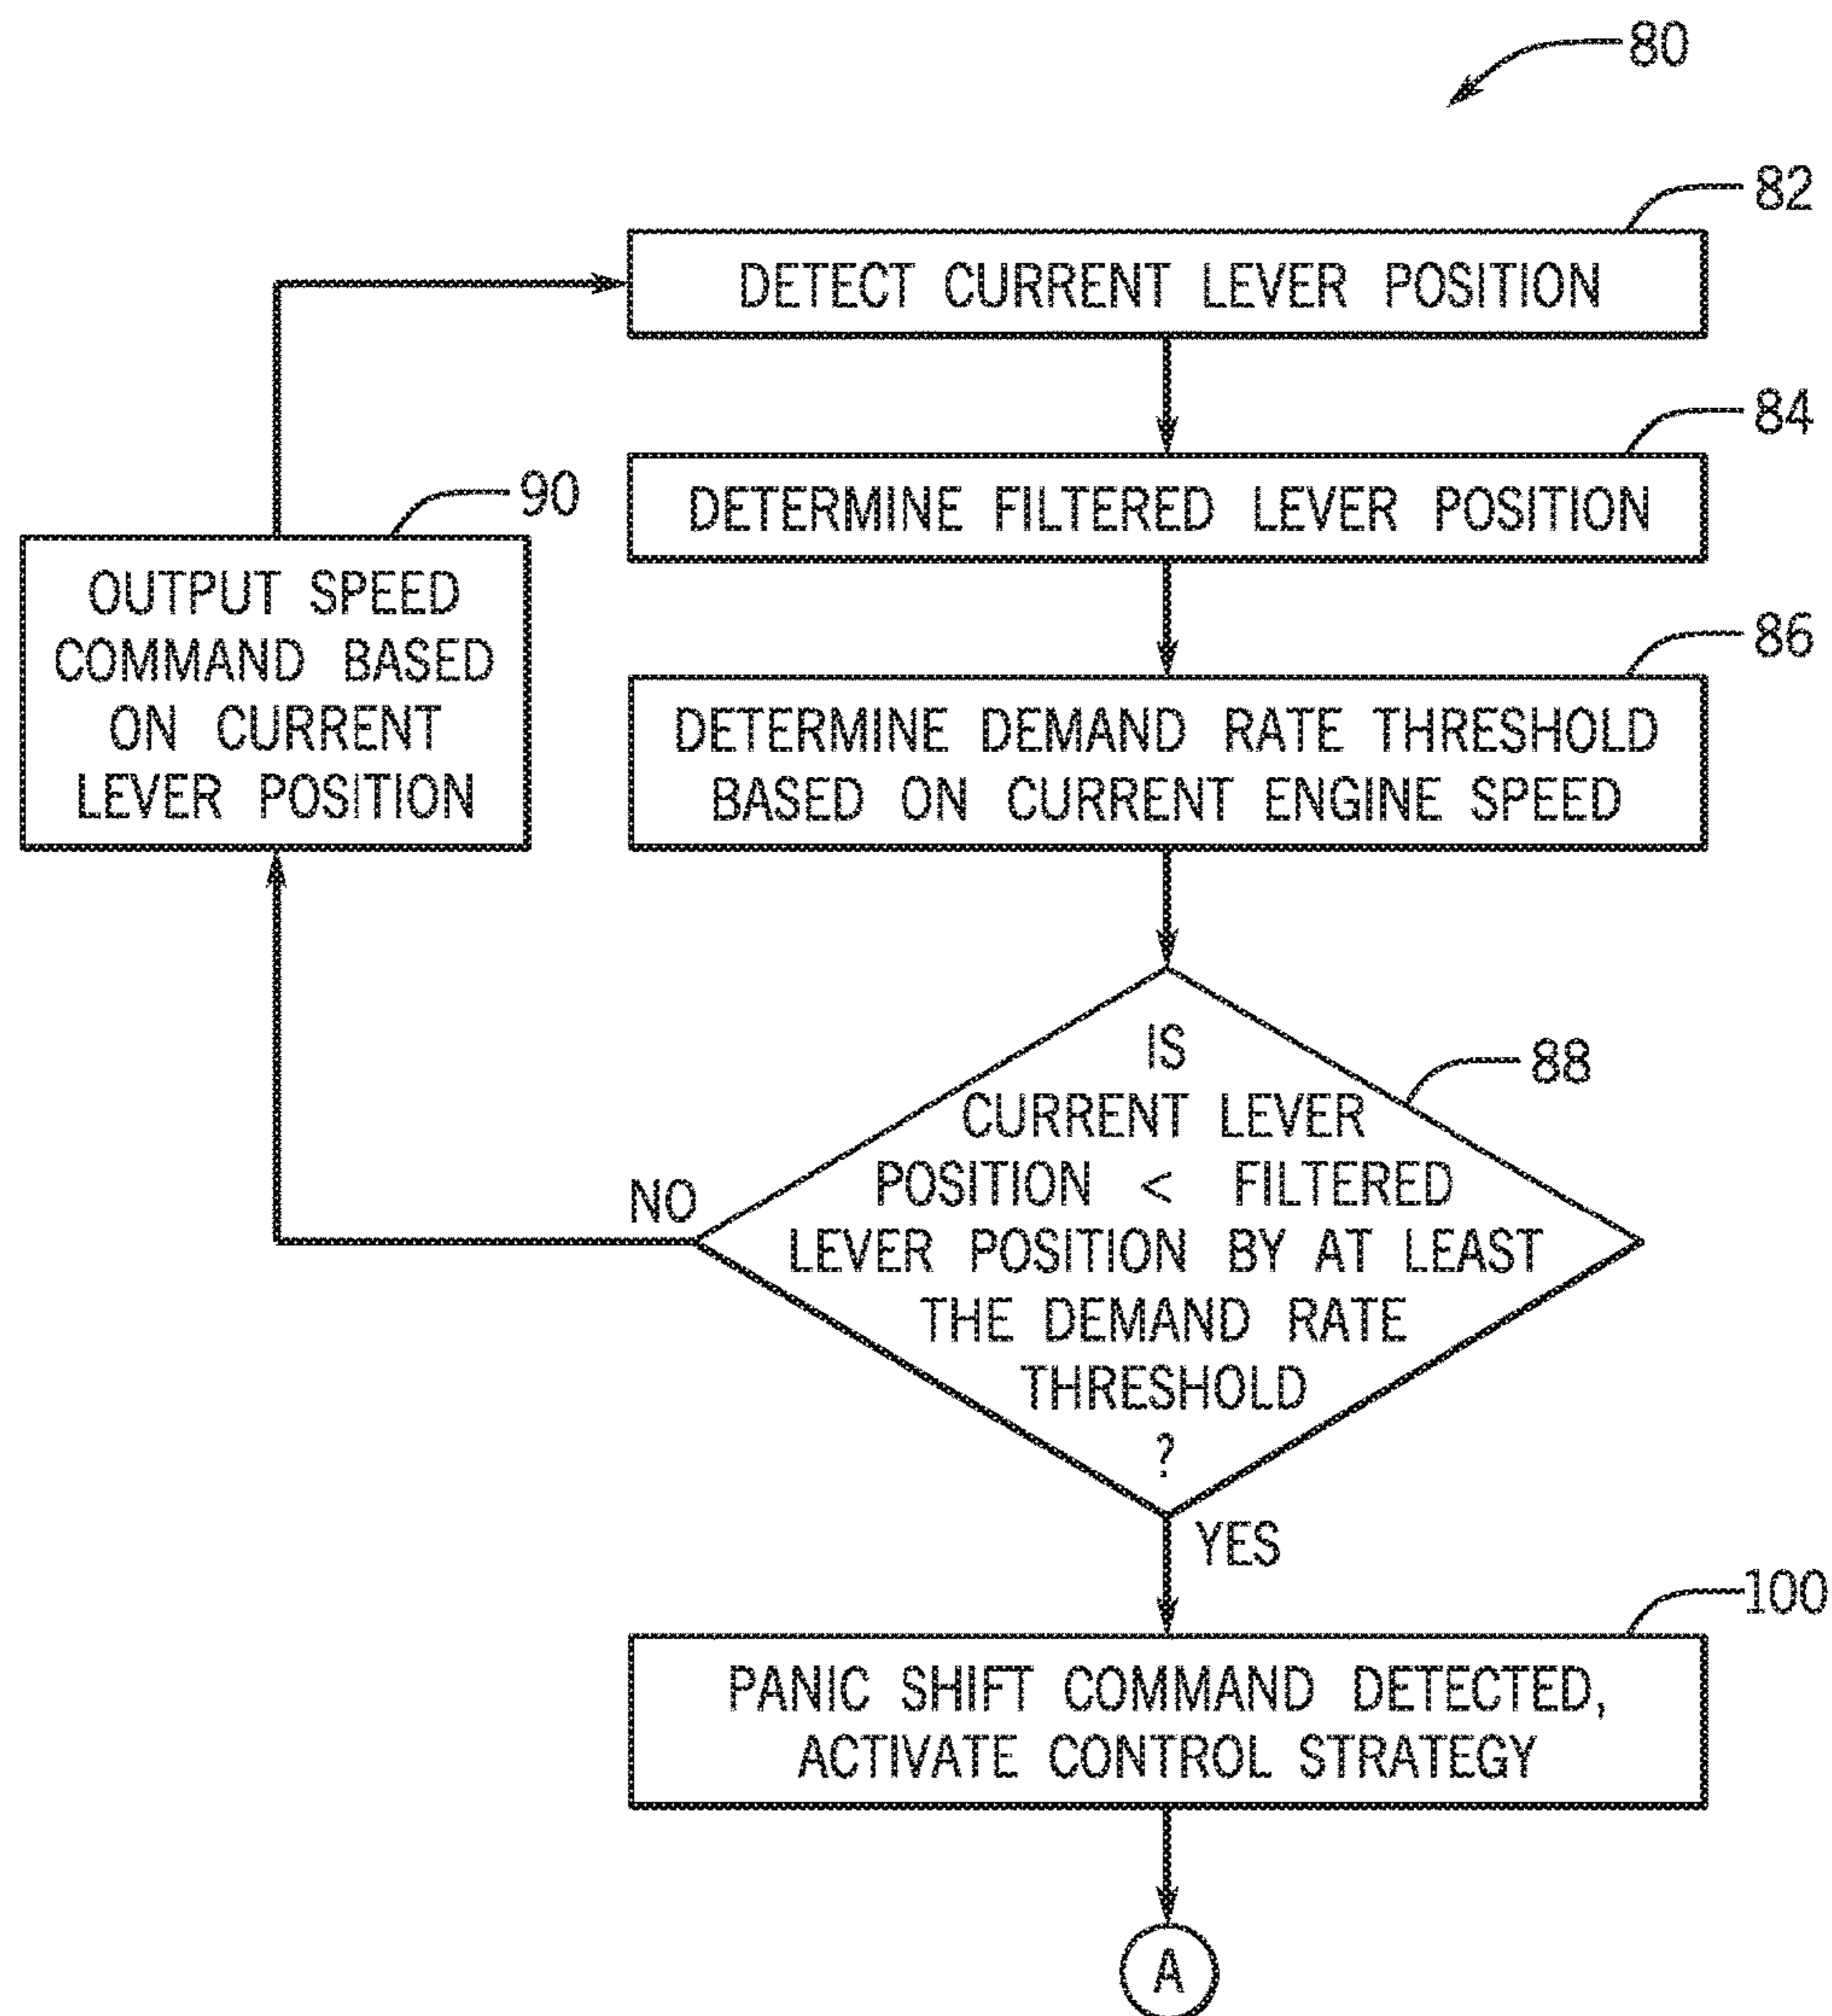 80
82
DETECT CURRENT LEVER POSITION
84
DETERMINE FILTERED LEVER POSITION
90
OUTPUT SPEED
COMMAND BASED
ON CURRENT
LEVER POSITION
86
DETERMINE DEMAND RATE THRESHOLD
BASED ON CURRENT ENGINE SPEED
88
IS
CURRENT LEVER
POSITION < FILTERED
LEVER POSITION BY AT LEAST
THE DEMAND RATE
THRESHOLD
?
NO
YES
100
PANIC SHIFT COMMAND DETECTED,
ACTIVATE CONTROL STRATEGY
A